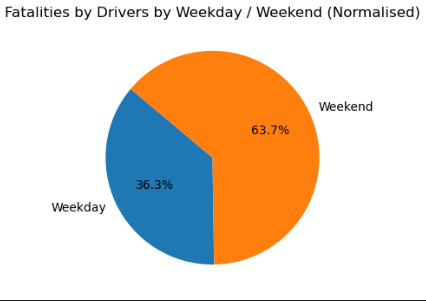 Fatalities by Drivers by Weekday / Weekend (Normalised)
Weekend
63.7%
36.3%
Weekday